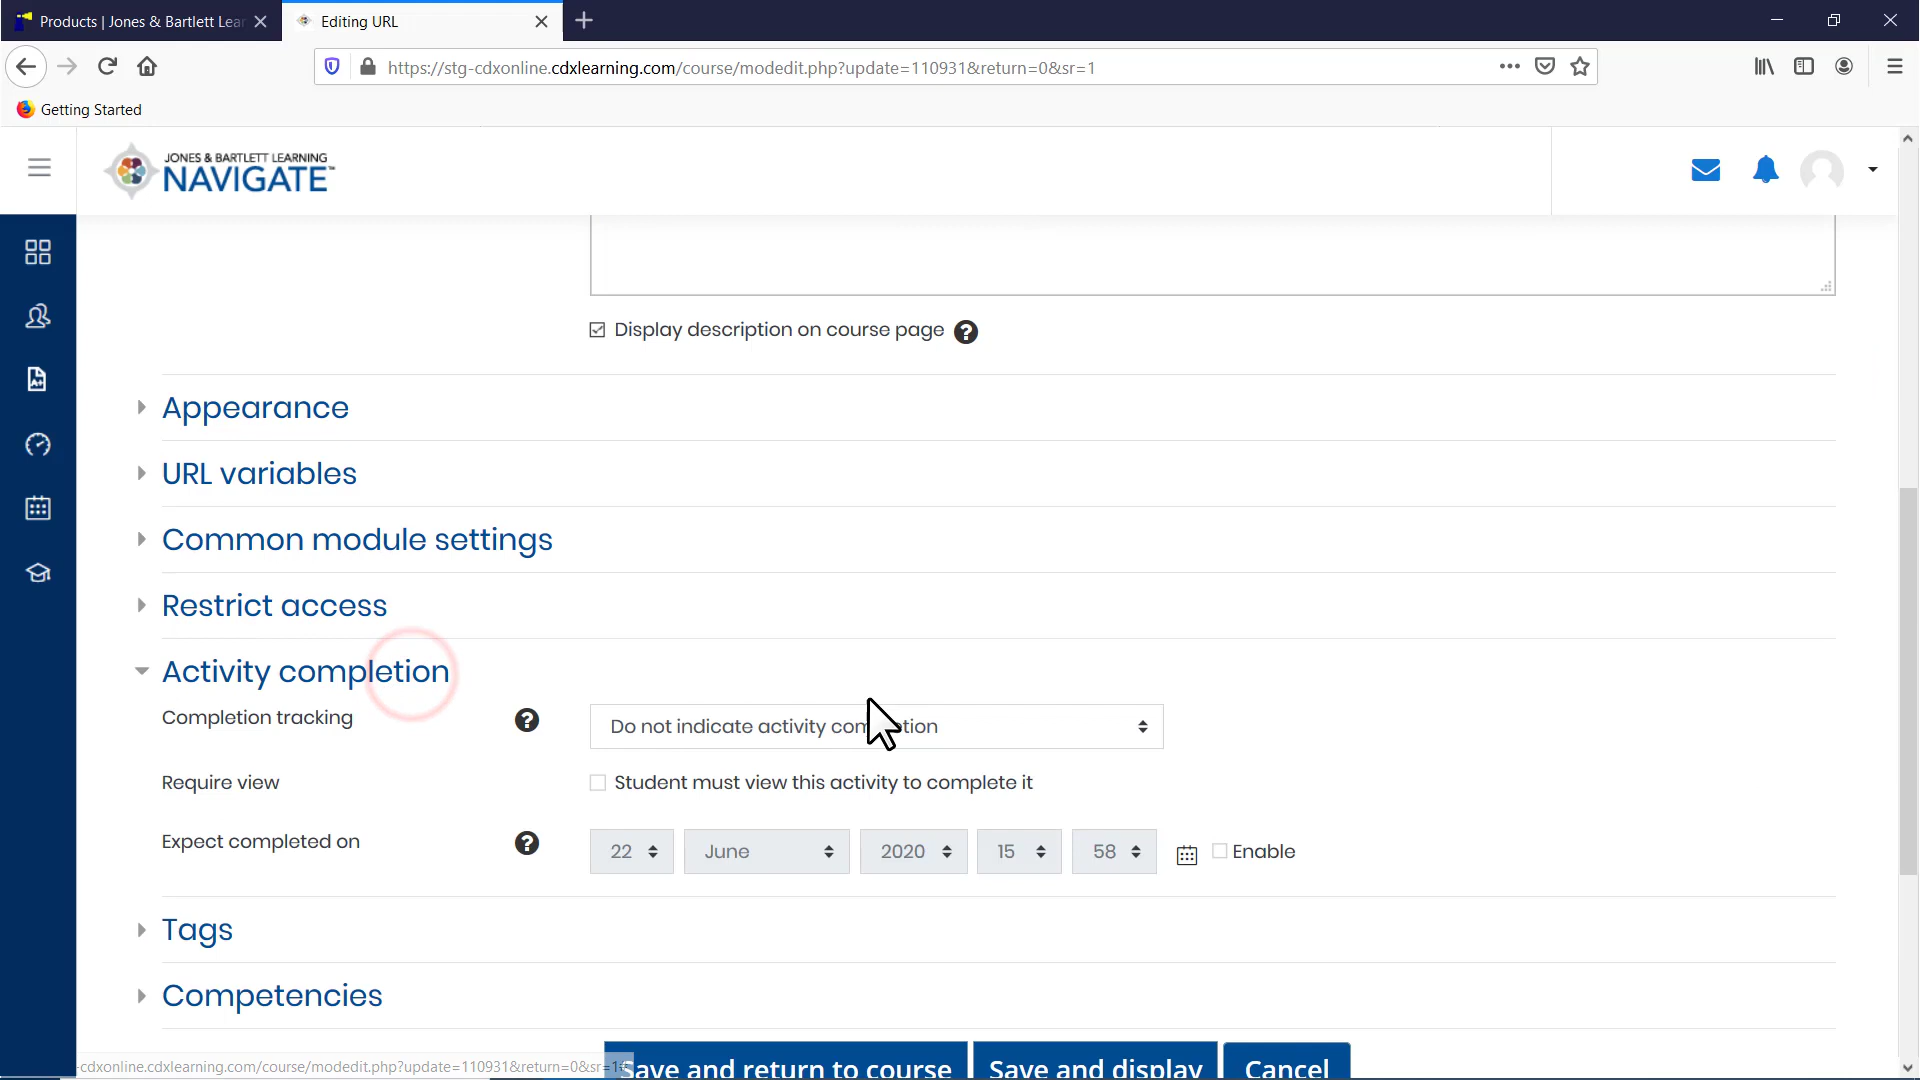 Products | Jones & Bartlett Lear
Editing URL
https://stg-cdxonline.cdxlearning.com/course/modedit.php?update=110931&return=0&sr=1
Getting Started
JONES & BARTLETT LEARNING
NAVIGATE™
Display description on course page
Appearance
URL variables
Common module settings
Restrict access
Activity completion
Completion tracking
Do not indicate activity completion
Require view
Student must view this activity to complete it
Expect completed on
22 June 2020 15 58 Enable
Tags
Competencies
Save and return to course Save and display Cancel
-cdxonline.cdxlearning.com/course/modedit.php?update=110931&return=0&sr=1#